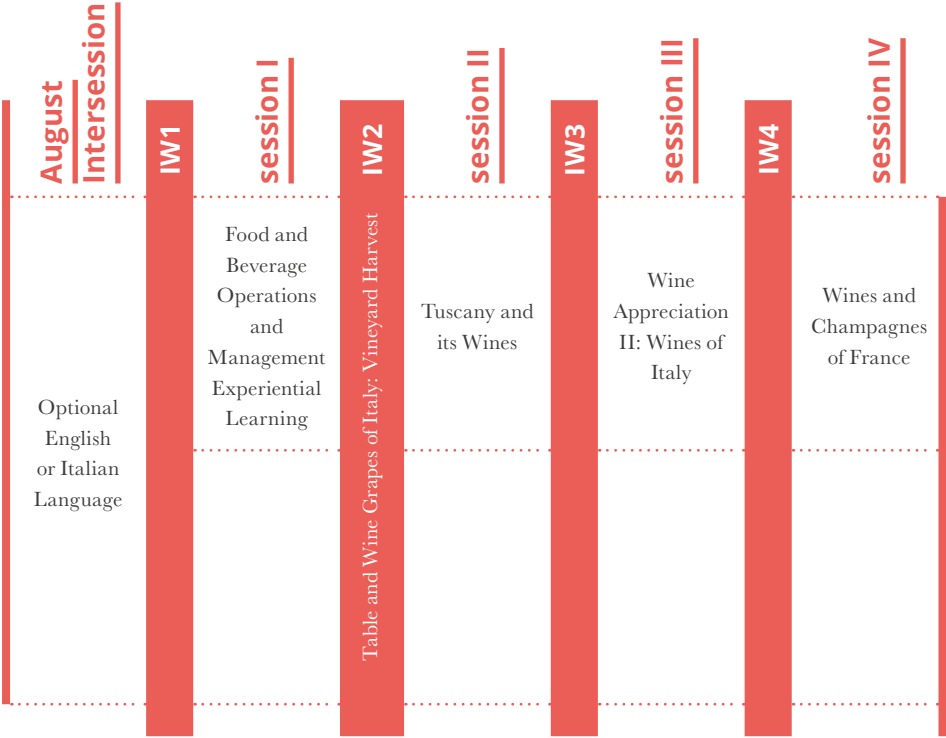 August
Intersession
IW1
session I
IW2
session II
IW3
session III
IW4
session IV
Optional
English
or Italian
Language
Food and
Beverage
Operations
and
Management
Experiential
Learning
Table and Wine Grapes of Italy: Vineyard Harvest
Tuscany and
its Wines
Wine
Appreciation
II: Wines of
Italy
Wines and
Champagnes
of France